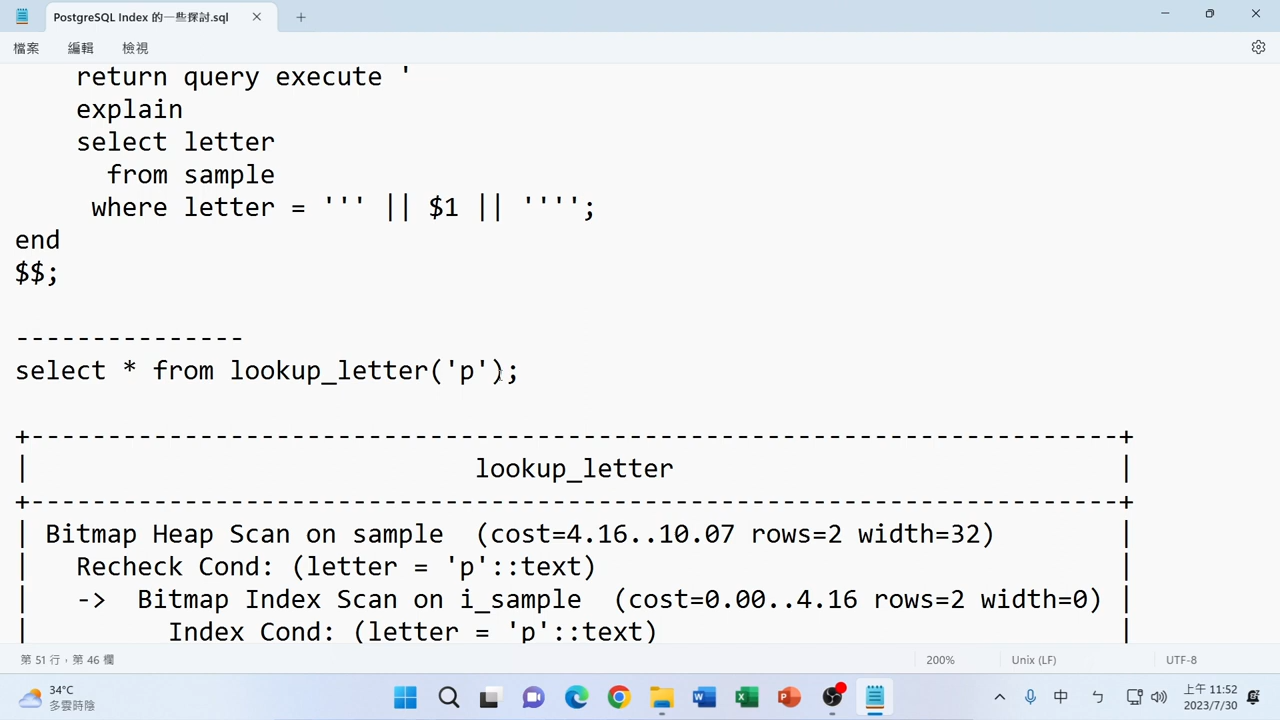 PostgreSQL Index 的一些探討.sql
檔案 編輯 檢視
return query execute '
explain
select letter
from sample
where letter = ''' || $1 || '''';
end
$$;
---------------
select * from lookup_letter('p');
+-----------------------------------------------------------------------+
| lookup_letter |
+-----------------------------------------------------------------------+
| Bitmap Heap Scan on sample (cost=4.16..10.07 rows=2 width=32) |
| Recheck Cond: (letter = 'p'::text) |
| -> Bitmap Index Scan on i_sample (cost=0.00..4.16 rows=2 width=0) |
| Index Cond: (letter = 'p'::text) |
第 51 行，第 46 欄 200% Unix (LF) UTF-8
34°C
多雲時陰
中 ㄅ
上午 11:52
2023/7/30